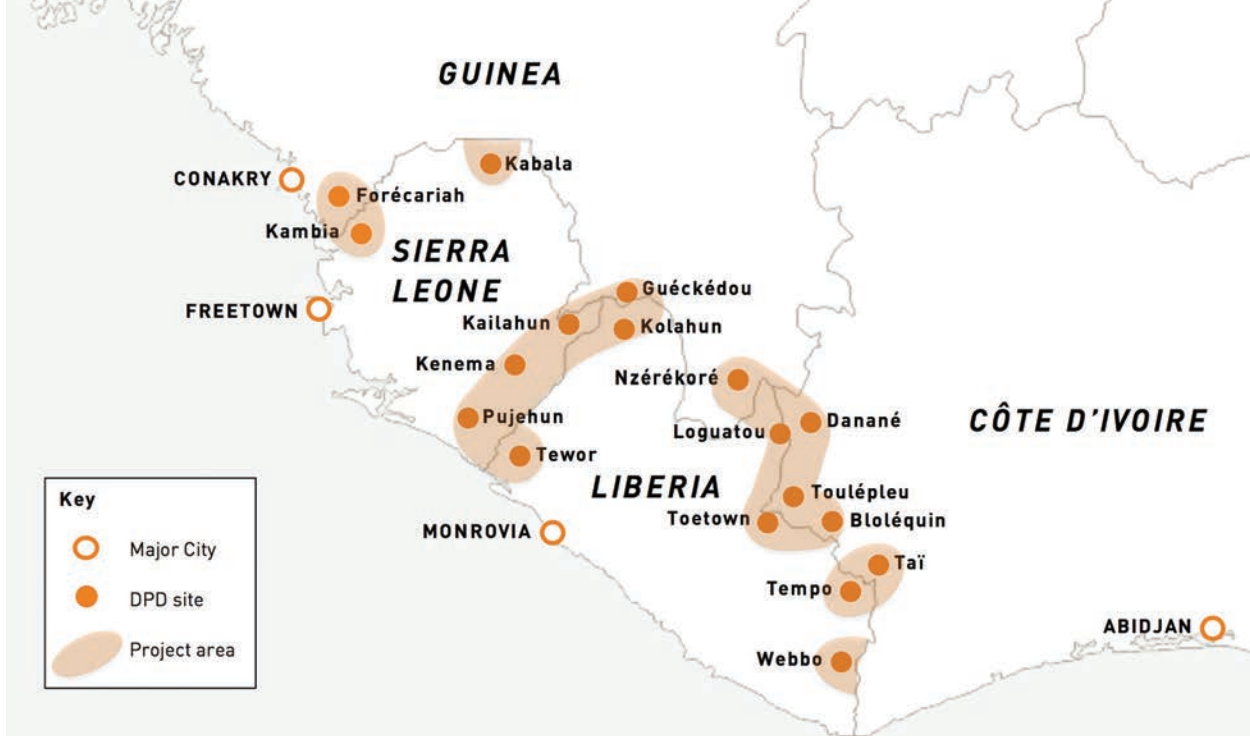 GUINEA
CONAKRY
Kabala
Forécariah
Kambia
SIERRA
LEONE
FREETOWN
Guéckédou
Kailahun
Kolahun
Kenema
Nzérékoré
Pujehun
Danané
Loguatou
CÔTE D'IVOIRE
Tewor
LIBERIA
Toulépleu
Toetown
Bloléquin
MONROVIA
Taï
Tempo
ABIDJAN
Webbo
Key
Major City
DPD site
Project area